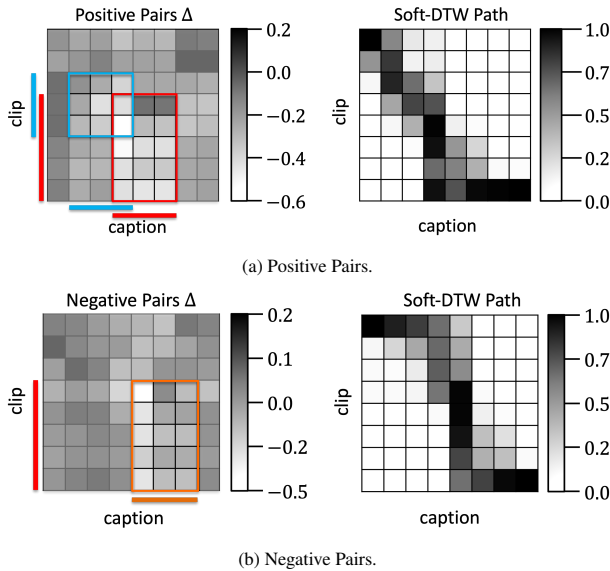 Positive Pairs Δ
Soft-DTW Path
0.2
0.0
−0.2
−0.4
−0.6
1.0
0.7
0.5
0.2
0.0
clip
caption
caption
(a) Positive Pairs.
Negative Pairs Δ
Soft-DTW Path
0.2
0.1
0.0
−0.2
−0.5
1.0
0.7
0.5
0.2
0.0
clip
clip
caption
caption
(b) Negative Pairs.